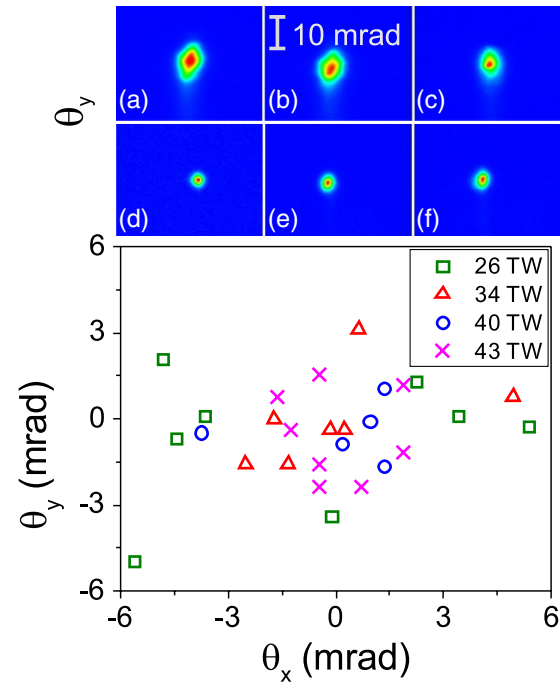 10 mrad
(a) (b) (c)
θy
(d) (e) (f)
6
3
0
-3
-6
θy (mrad)
26 TW
34 TW
40 TW
43 TW
-6 -3 0 3 6
θx (mrad)